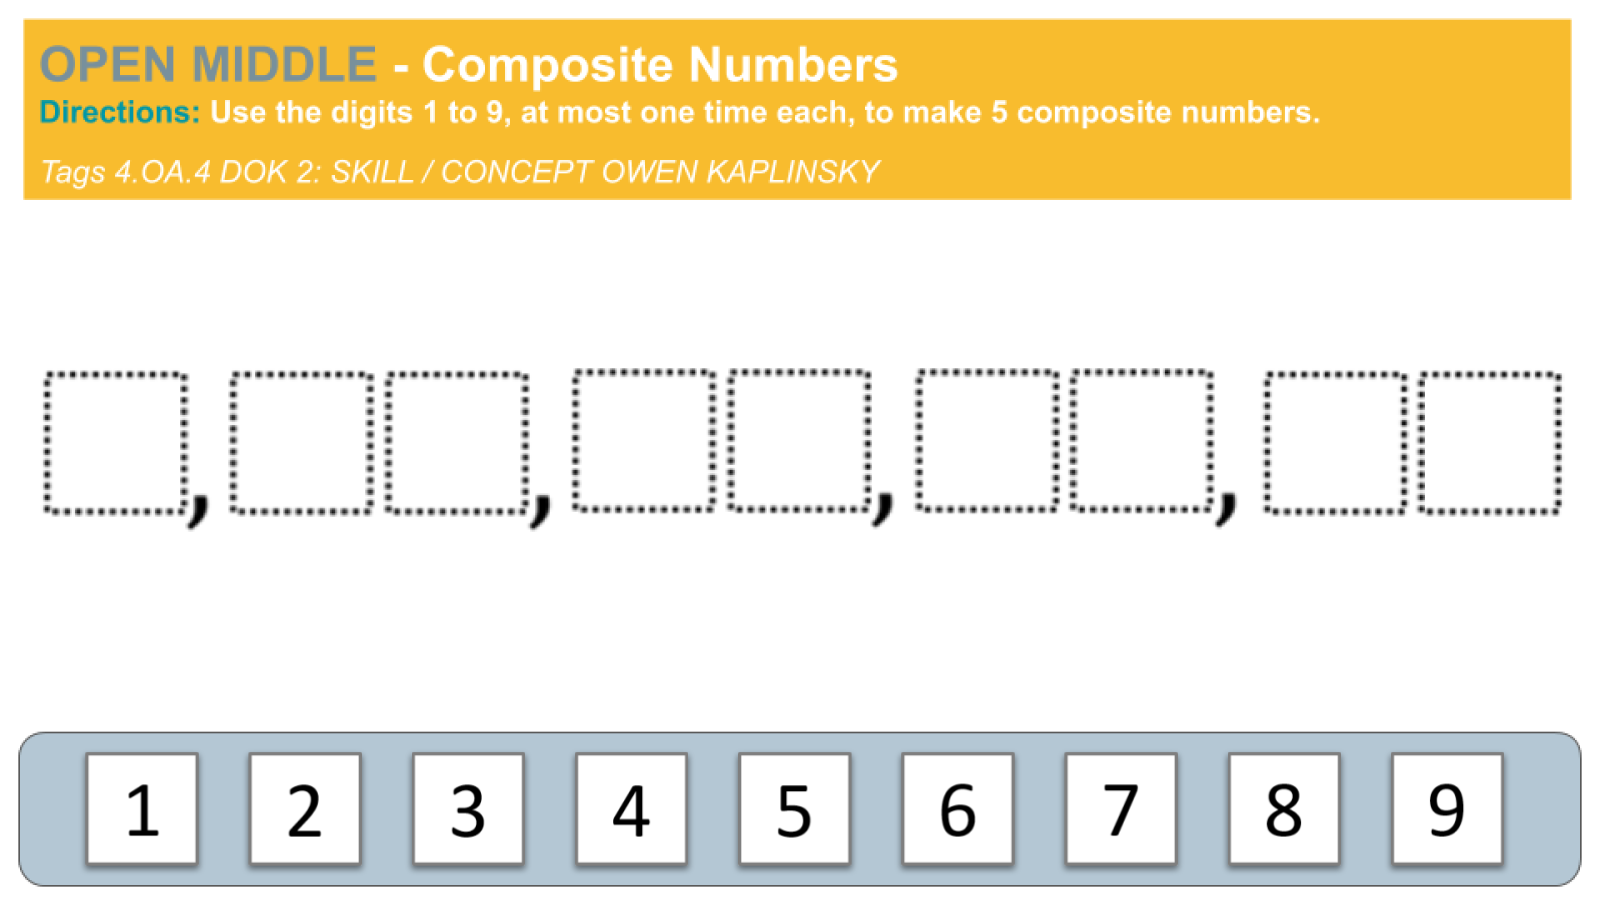 OPEN MIDDLE - Composite Numbers
Directions: Use the digits 1 to 9, at most one time each, to make 5 composite numbers.
Tags 4.OA.4 DOK 2: SKILL / CONCEPT OWEN KAPLINSKY
, , , ,
1 2 3 4 5 6 7 8 9